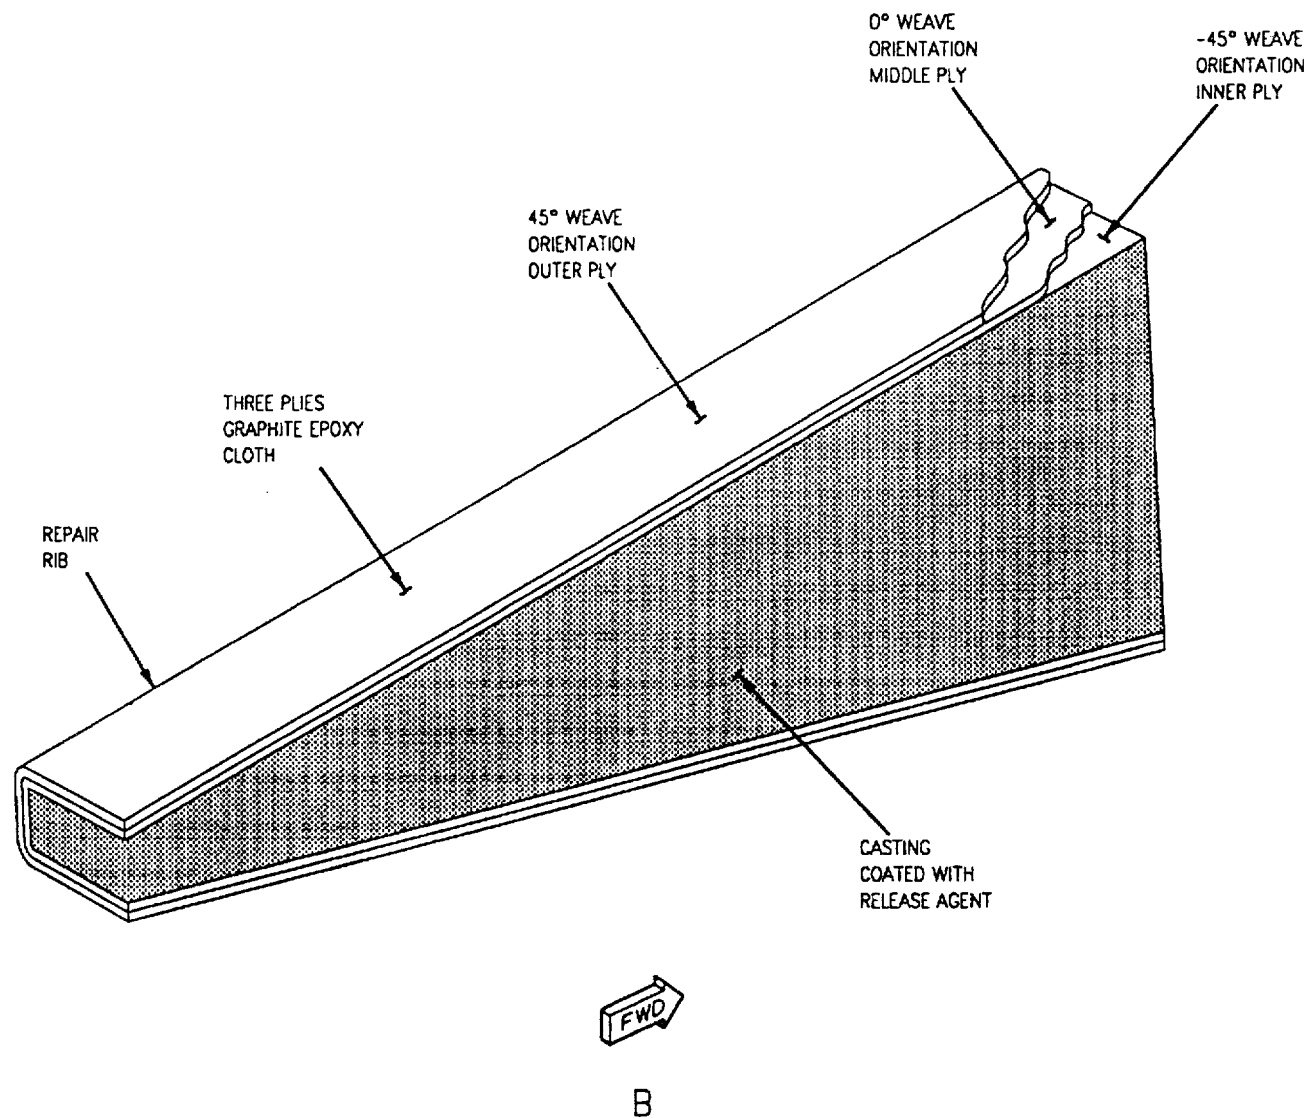 0° WEAVE
ORIENTATION
MIDDLE PLY
-45° WEAVE
ORIENTATION
INNER PLY
45° WEAVE
ORIENTATION
OUTER PLY
THREE PLIES
GRAPHITE EPOXY
CLOTH
REPAIR
RIB
CASTING
COATED WITH
RELEASE AGENT
FWD
B